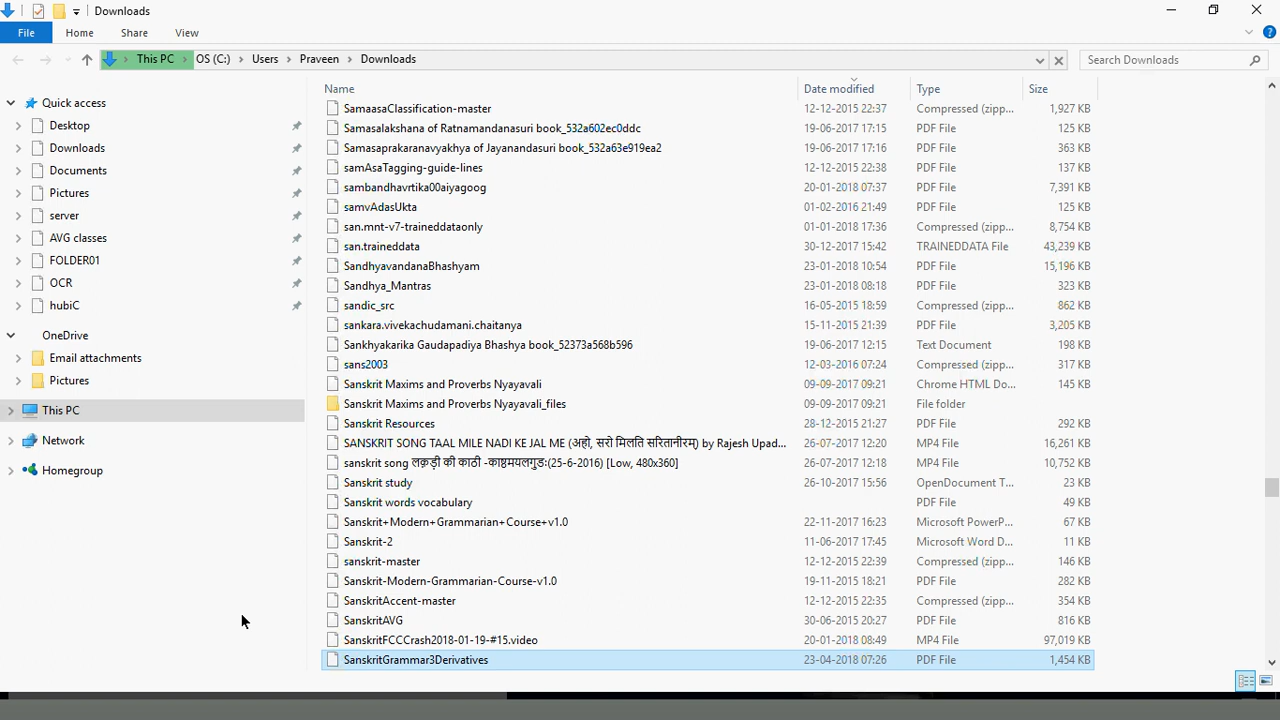 Downloads
File Home Share View
This PC OS (C:) Users Praveen Downloads Search Downloads
Name Date modified Type Size
Quick access
Desktop
Downloads
Documents
Pictures
server
AVG classes
FOLDER01
OCR
hubiC
OneDrive
Email attachments
Pictures
This PC
Network
Homegroup
SamaasaClassification-master 12-12-2015 22:37 Compressed (zipp... 1,927 KB
Samasalakshana of Ratnamandanasuri book_532a602ec0ddc 19-06-2017 17:15 PDF File 125 KB
Samasaprakaranavyakhya of Jayanandasuri book_532a63e919ea2 19-06-2017 17:16 PDF File 363 KB
samAsaTagging-guide-lines 12-12-2015 22:38 PDF File 137 KB
sambandhavrtika00aiyagoog 20-01-2018 07:37 PDF File 7,391 KB
samvAdasUkta 01-02-2016 21:49 PDF File 125 KB
san.mnt-v7-traineddataonly 01-01-2018 17:36 Compressed (zipp... 8,754 KB
san.traineddata 30-12-2017 15:42 TRAINEDDATA File 43,239 KB
SandhyavandanaBhashyam 23-01-2018 10:54 PDF File 15,196 KB
Sandhya_Mantras 23-01-2018 08:18 PDF File 323 KB
sandic_src 16-05-2015 18:59 Compressed (zipp... 862 KB
sankara.vivekachudamani.chaitanya 15-11-2015 21:39 PDF File 3,205 KB
Sankhyakarika Gaudapadiya Bhashya book_52373a568b596 19-06-2017 12:15 Text Document 198 KB
sans2003 12-03-2016 07:24 Compressed (zipp... 317 KB
Sanskrit Maxims and Proverbs Nyayavali 09-09-2017 09:21 Chrome HTML Do... 145 KB
Sanskrit Maxims and Proverbs Nyayavali_files 09-09-2017 09:21 File folder
Sanskrit Resources 28-12-2015 21:27 PDF File 292 KB
SANSKRIT SONG TAAL MILE NADI KE JAL ME (अहो, सरो मिलति सरितानीरम्) by Rajesh Upad... 26-07-2017 12:20 MP4 File 16,261 KB
sanskrit song लकड़ी की काठी -काष्ठमयलगुडः(25-6-2016) [Low, 480x360] 26-07-2017 12:18 MP4 File 10,752 KB
Sanskrit study 26-10-2017 15:56 OpenDocument T... 23 KB
Sanskrit words vocabulary PDF File 49 KB
Sanskrit+Modern+Grammarian+Course+v1.0 22-11-2017 16:23 Microsoft PowerP... 67 KB
Sanskrit-2 11-06-2017 17:45 Microsoft Word D... 11 KB
sanskrit-master 12-12-2015 22:39 Compressed (zipp... 146 KB
Sanskrit-Modern-Grammarian-Course-v1.0 19-11-2015 18:21 PDF File 282 KB
SanskritAccent-master 12-12-2015 22:35 Compressed (zipp... 354 KB
SanskritAVG 30-06-2015 20:27 PDF File 816 KB
SanskritFCCCrash2018-01-19-#15.video 20-01-2018 08:49 MP4 File 97,019 KB
SanskritGrammar3Derivatives 23-04-2018 07:26 PDF File 1,454 KB